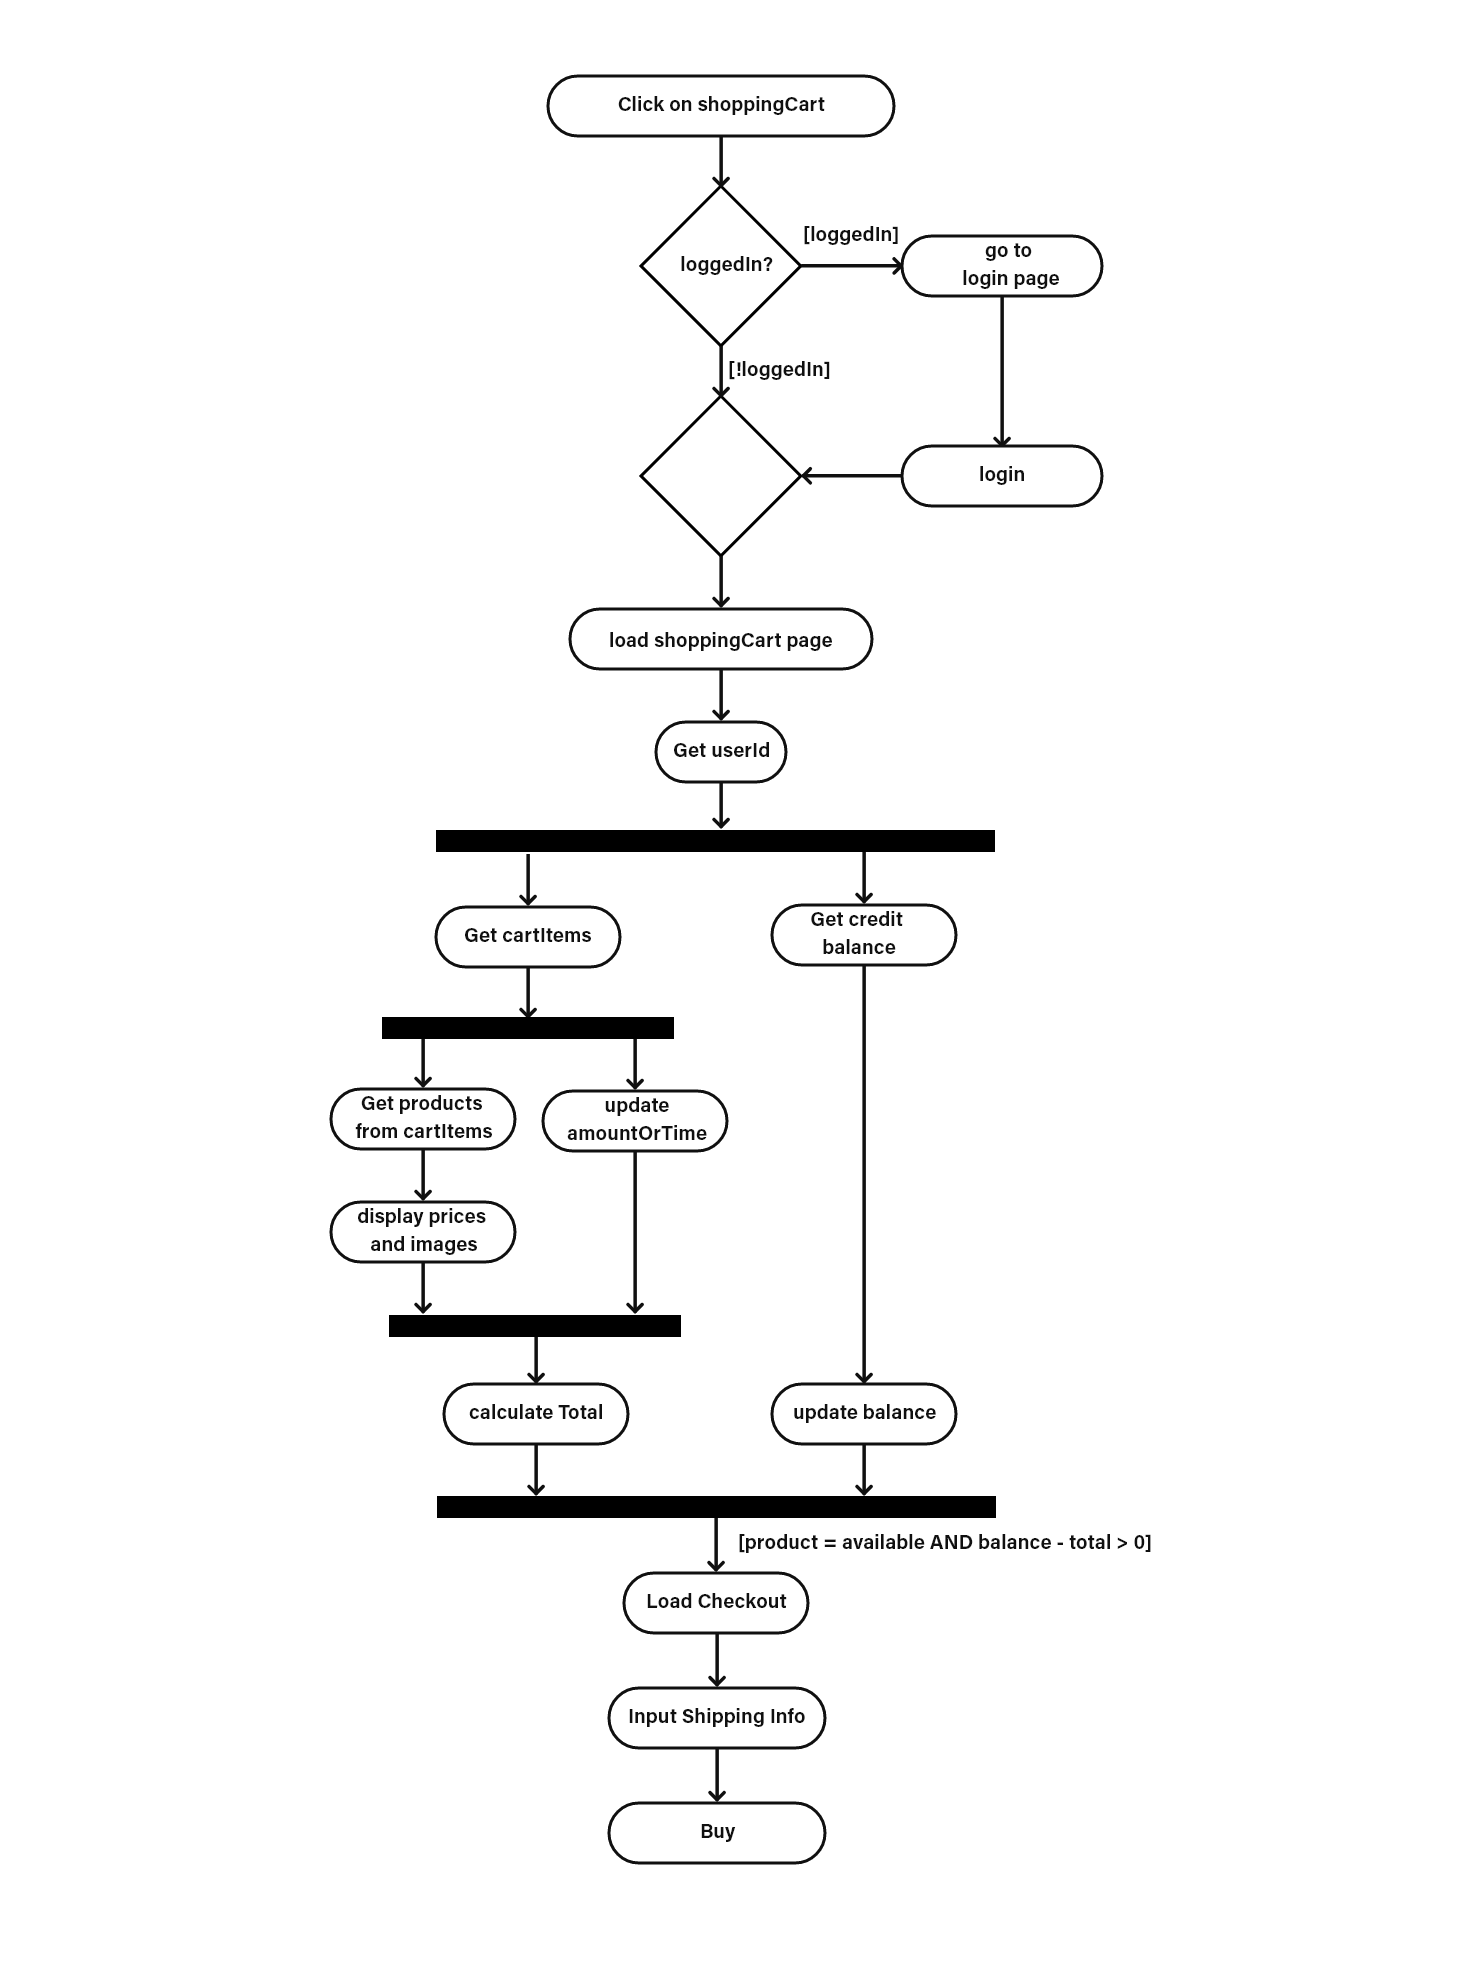 Click on shoppingCart
loggedIn?
[loggedIn]
go to
login page
[!loggedIn]
login
load shoppingCart page
Get userId
Get cartItems
Get credit
balance
Get products
from cartItems
update
amountOrTime
display prices
and images
calculate Total
update balance
[product = available AND balance - total > 0]
Load Checkout
Input Shipping Info
Buy